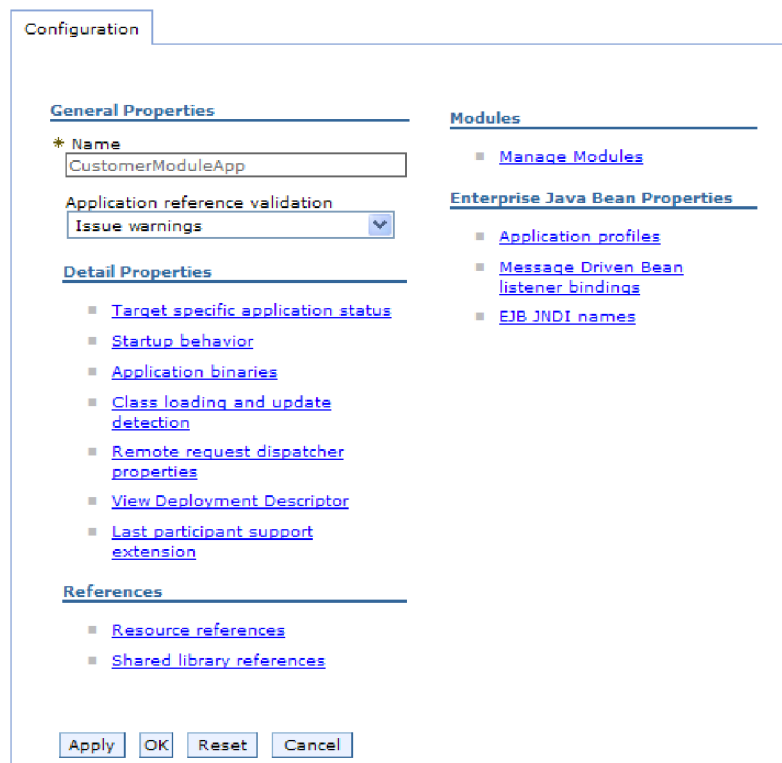 Configuration
General Properties
* Name
CustomerModuleApp
Application reference validation
Issue warnings
Detail Properties
Target specific application status
Startup behavior
Application binaries
Class loading and update
detection
Remote request dispatcher
properties
View Deployment Descriptor
Last participant support
extension
References
Resource references
Shared library references
Modules
Manage Modules
Enterprise Java Bean Properties
Application profiles
Message Driven Bean
listener bindings
EJB JNDI names
Apply OK Reset Cancel